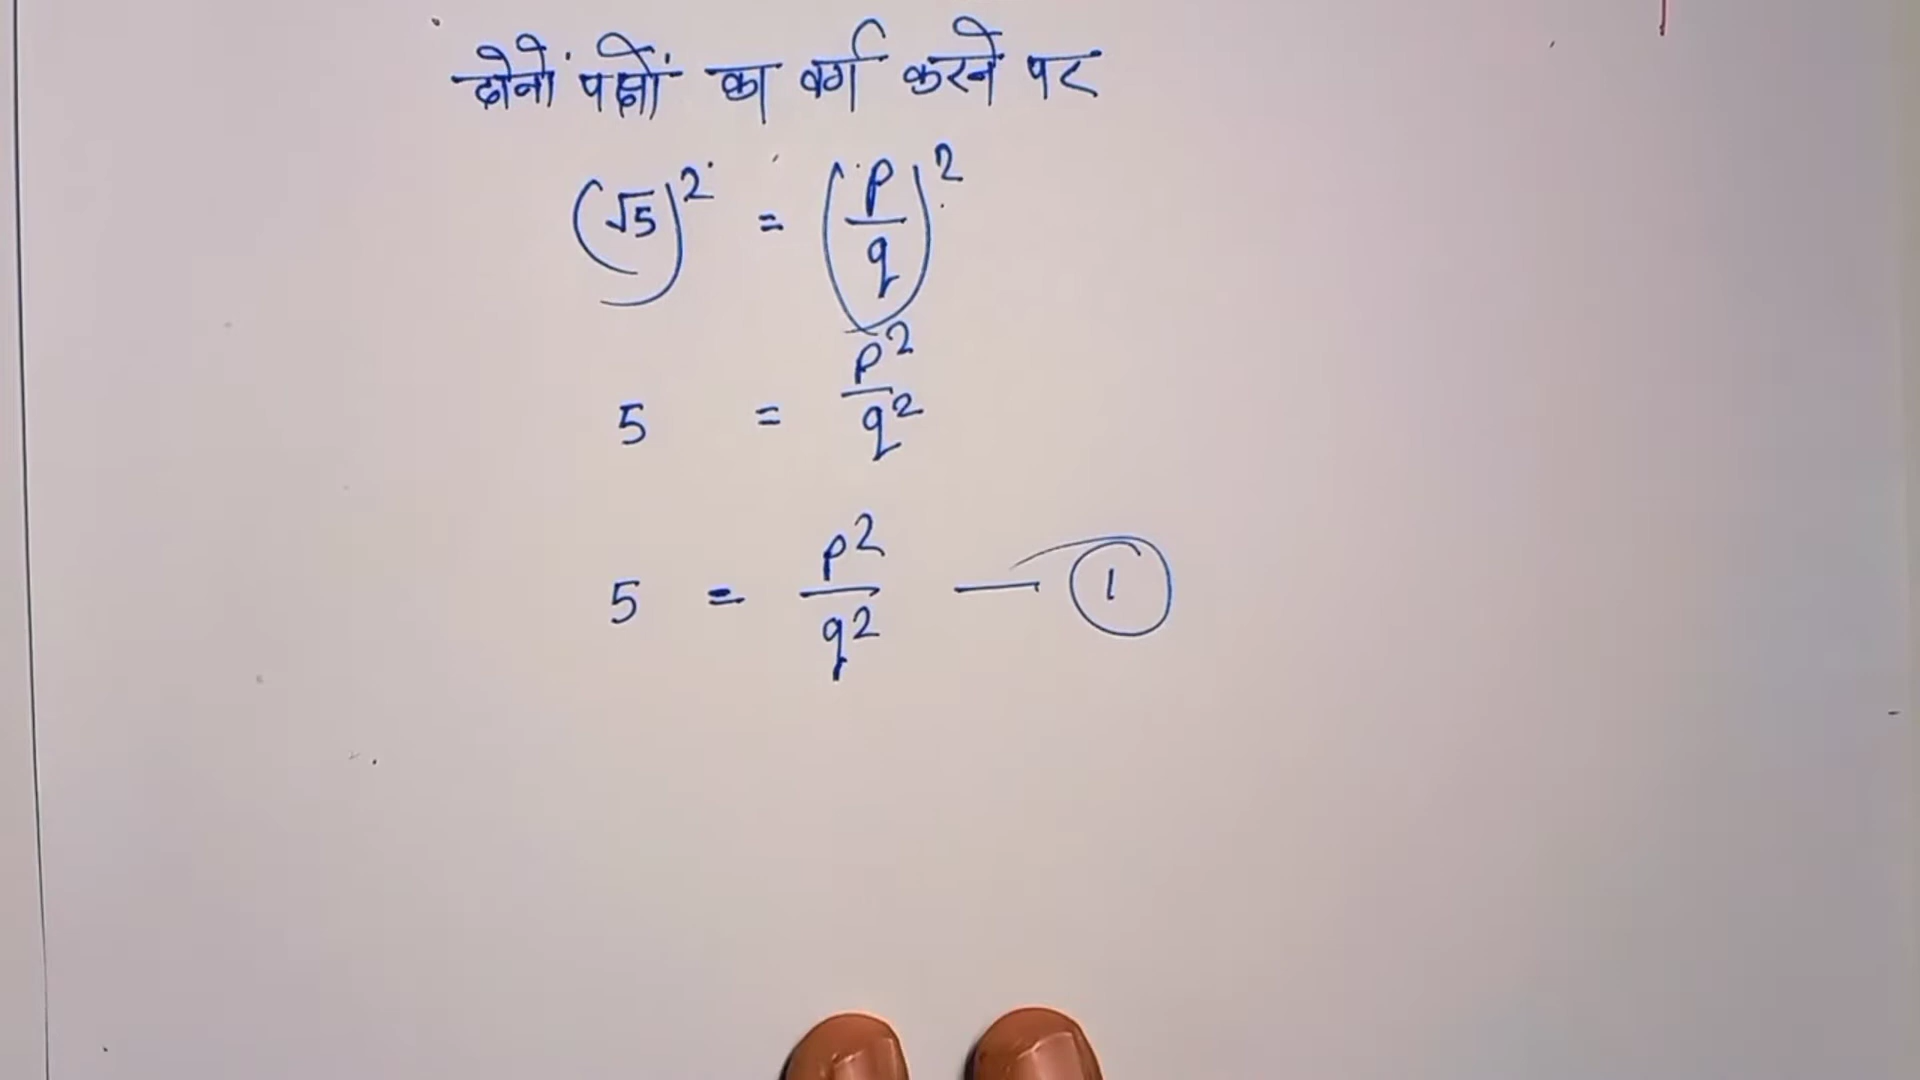 दोनों पक्षों का वर्ग करने पर
(√5)² = (p/q)²
5 = p²/q²
5 = p²/q² — ①